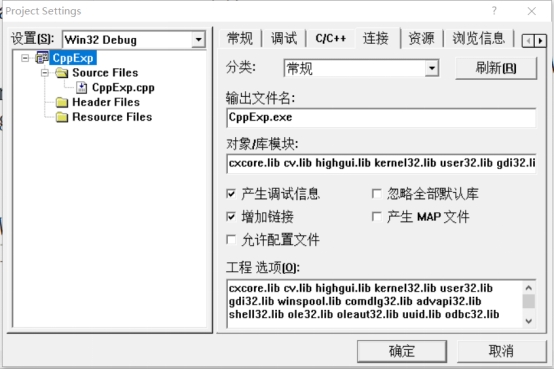 Project Settings
设置[S]: Win32 Debug
CppExp
Source Files
CppExp.cpp
Header Files
Resource Files
常规 调试 C/C++ 连接 资源 浏览信息
分类: 常规 刷新[R]
输出文件名:
CppExp.exe
对象/库模块:
cxcore.lib cv.lib highgui.lib kernel32.lib user32.lib gdi32.li
产生调试信息 忽略全部默认库
增加链接 产生 MAP 文件
允许配置文件
工程 选项[O]:
cxcore.lib cv.lib highgui.lib kernel32.lib user32.lib
gdi32.lib winspool.lib comdlg32.lib advapi32.lib
shell32.lib ole32.lib oleaut32.lib uuid.lib odbc32.lib
确定 取消